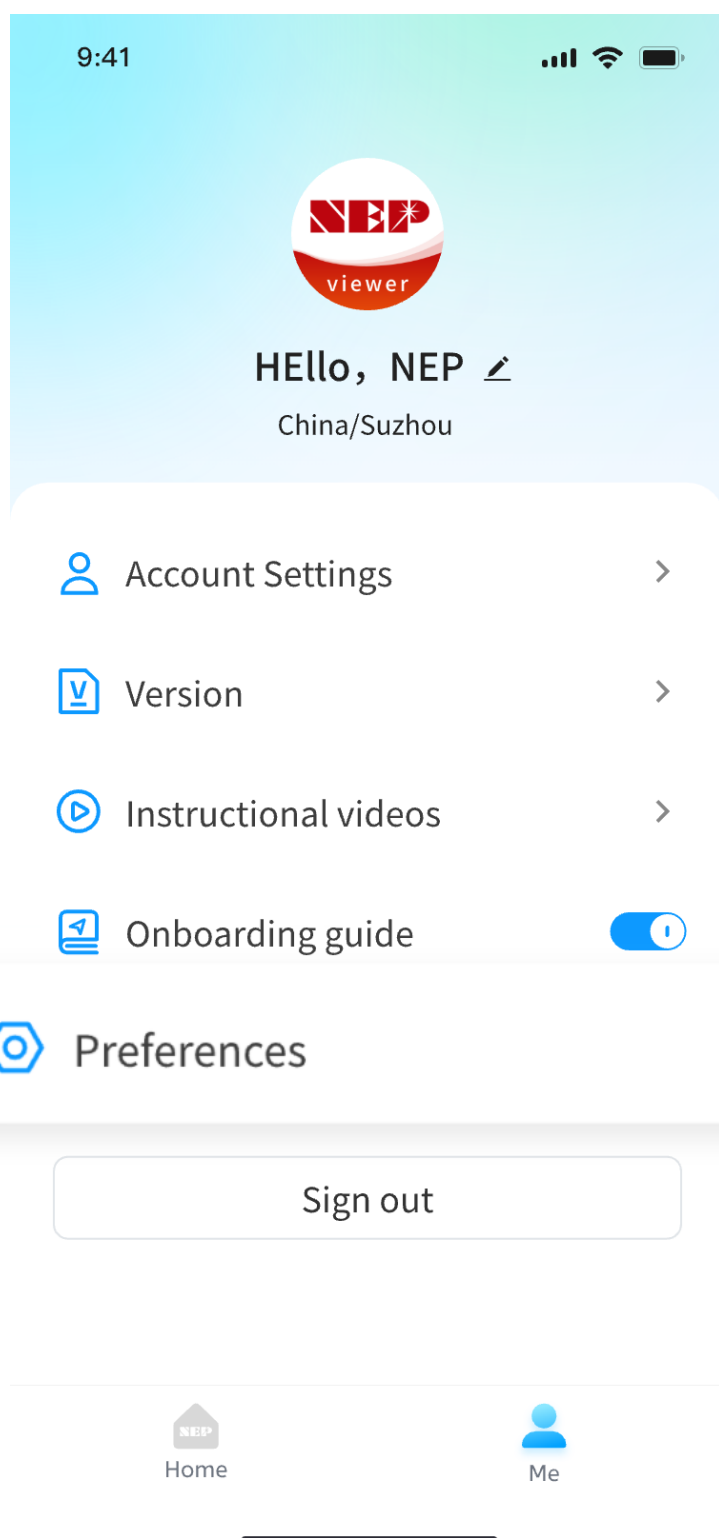 9:41
NEP
viewer
HEllo，NEP
China/Suzhou
Account Settings
Version
Instructional videos
Onboarding guide
Preferences
Sign out
NEP
Home
Me